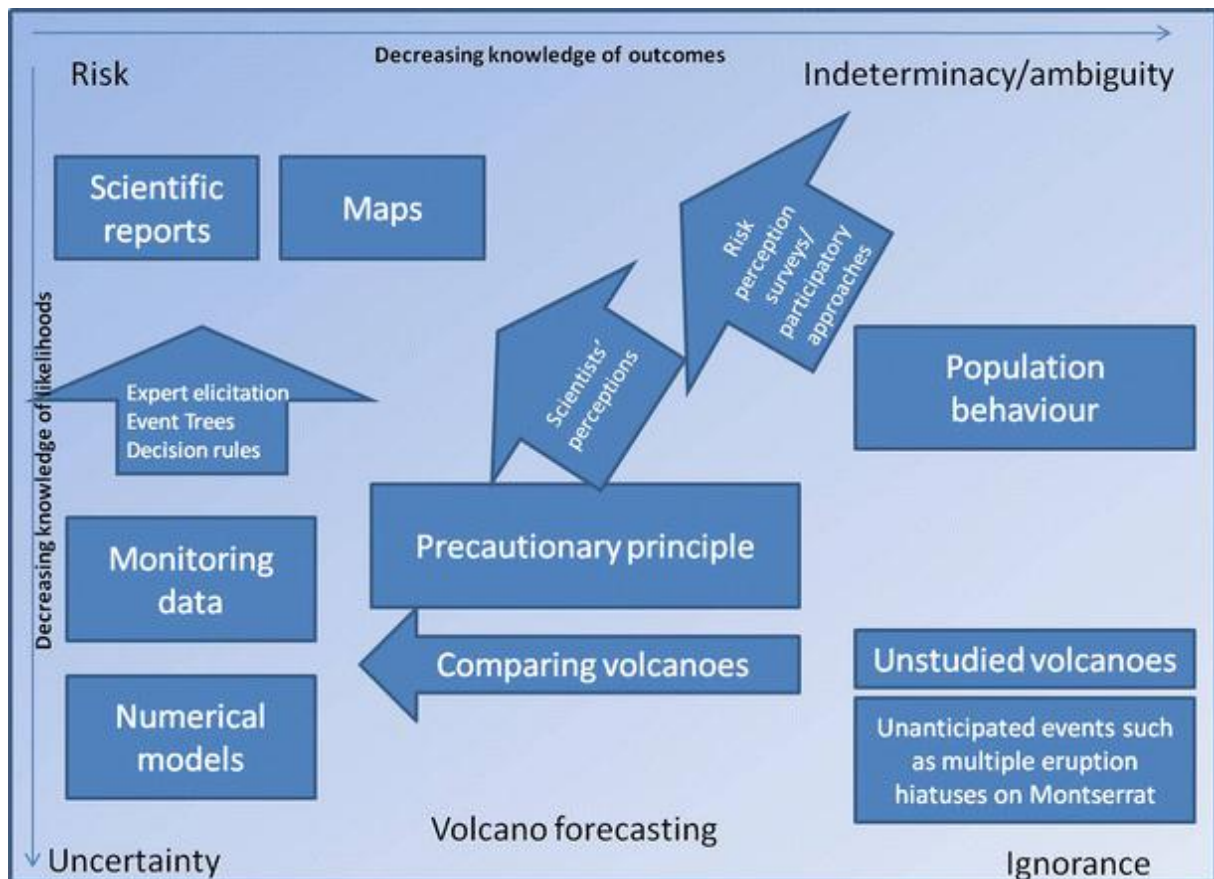 Decreasing knowledge of outcomes
Risk
Indeterminacy/ambiguity
Scientific
reports
Maps
Risk
perception
surveys/
participatory
approaches
Scientists'
perceptions
Decreasing knowledge of likelihoods
Expert elicitation
Event Trees
Decision rules
Population
behaviour
Precautionary principle
Monitoring
data
Comparing volcanoes
Unstudied volcanoes
Numerical
models
Unanticipated events such
as multiple eruption
hiatuses on Montserrat
Volcano forecasting
Uncertainty
Ignorance